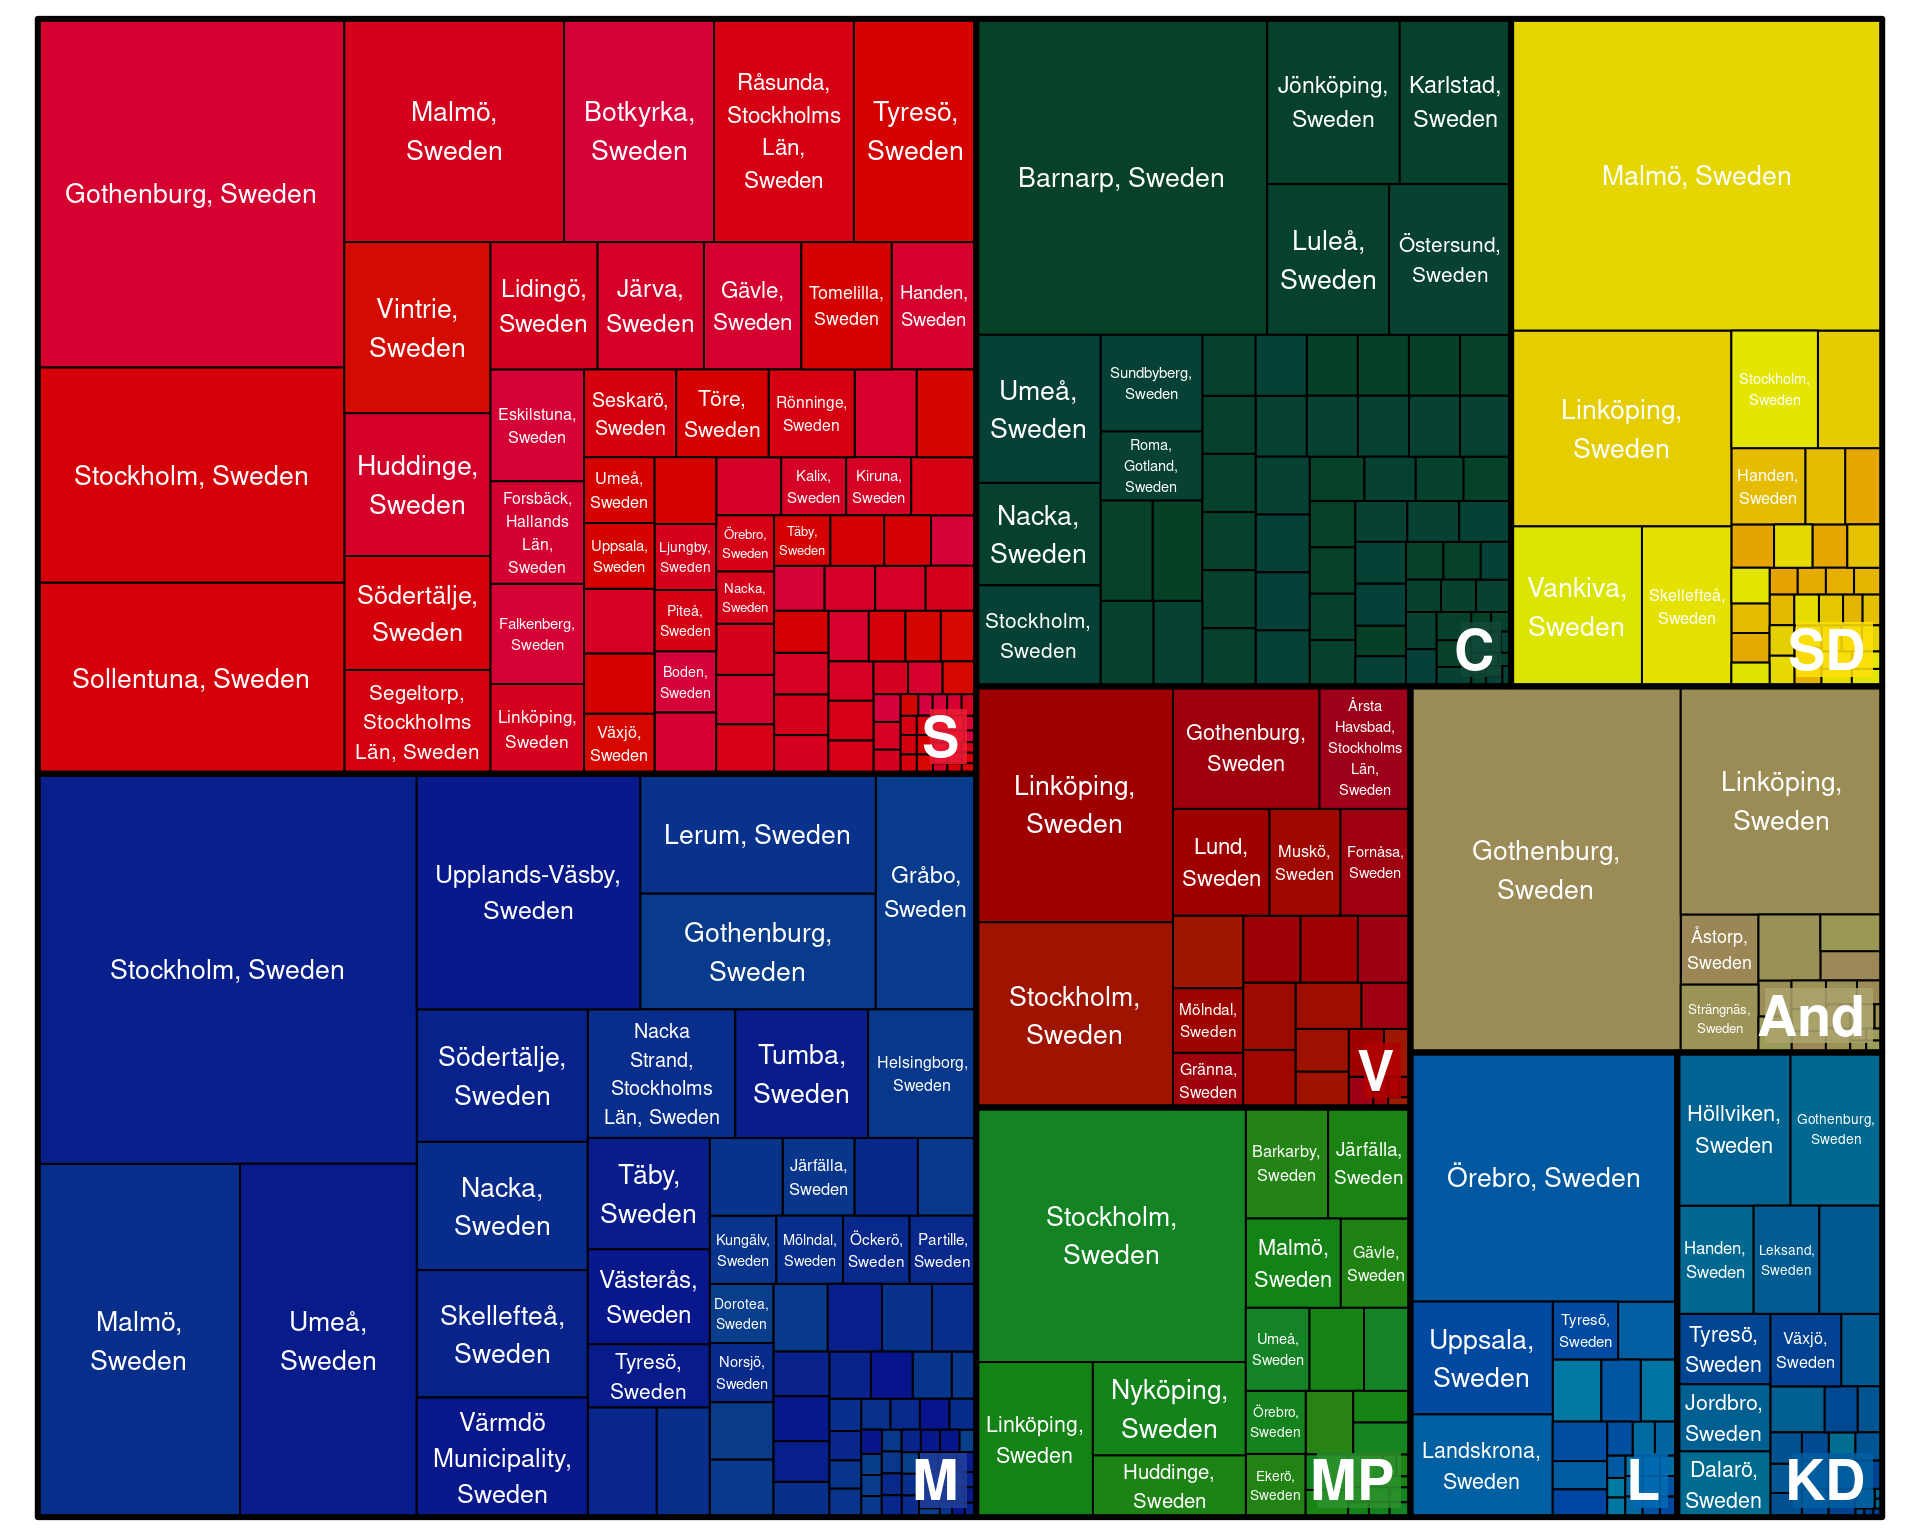 Gothenburg, Sweden
Stockholm, Sweden
Sollentuna, Sweden
Malmö,
Sweden
Botkyrka,
Sweden
Råsunda,
Stockholms
Län,
Sweden
Tyresö,
Sweden
Vintrie,
Sweden
Huddinge,
Sweden
Södertälje,
Sweden
Segeltorp,
Stockholms
Län, Sweden
Lidingö,
Sweden
Järva,
Sweden
Gävle,
Sweden
Tomelilla,
Sweden
Handen,
Sweden
Eskilstuna,
Sweden
Forsbäck,
Hallands
Län,
Sweden
Falkenberg,
Sweden
Linköping,
Sweden
Seskarö,
Sweden
Töre,
Sweden
Rönninge,
Sweden
Umeå,
Sweden
Uppsala,
Sweden
Växjö,
Sweden
Ljungby,
Sweden
Piteå,
Sweden
Boden,
Sweden
Kalix,
Sweden
Kiruna,
Sweden
Örebro,
Sweden
Täby,
Sweden
Nacka,
Sweden
S
Barnarp, Sweden
Jönköping,
Sweden
Karlstad,
Sweden
Luleå,
Sweden
Östersund,
Sweden
Umeå,
Sweden
Nacka,
Sweden
Stockholm,
Sweden
Sundbyberg,
Sweden
Roma,
Gotland,
Sweden
C
Malmö, Sweden
Linköping,
Sweden
Stockholm,
Sweden
Handen,
Sweden
Vankiva,
Sweden
Skellefteå,
Sweden
SD
Stockholm, Sweden
Malmö,
Sweden
Umeå,
Sweden
Upplands-Väsby,
Sweden
Lerum, Sweden
Gothenburg,
Sweden
Gråbo,
Sweden
Södertälje,
Sweden
Nacka,
Sweden
Skellefteå,
Sweden
Värmdö
Municipality,
Sweden
Nacka
Strand,
Stockholms
Län, Sweden
Tumba,
Sweden
Helsingborg,
Sweden
Täby,
Sweden
Västerås,
Sweden
Tyresö,
Sweden
Järfälla,
Sweden
Kungälv,
Sweden
Mölndal,
Sweden
Öckerö,
Sweden
Partille,
Sweden
Dorotea,
Sweden
Norsjö,
Sweden
M
Linköping,
Sweden
Stockholm,
Sweden
Gothenburg,
Sweden
Årsta
Havsbad,
Stockholms
Län,
Sweden
Lund,
Sweden
Muskö,
Sweden
Fornåsa,
Sweden
Mölndal,
Sweden
Gränna,
Sweden
V
Gothenburg,
Sweden
Linköping,
Sweden
Åstorp,
Sweden
Strängnäs,
Sweden
And
Stockholm,
Sweden
Linköping,
Sweden
Nyköping,
Sweden
Huddinge,
Sweden
Barkarby,
Sweden
Järfälla,
Sweden
Malmö,
Sweden
Gävle,
Sweden
Umeå,
Sweden
Örebro,
Sweden
Ekerö,
Sweden
MP
Örebro, Sweden
Uppsala,
Sweden
Landskrona,
Sweden
Tyresö,
Sweden
L
Höllviken,
Sweden
Gothenburg,
Sweden
Handen,
Sweden
Leksand,
Sweden
Tyresö,
Sweden
Växjö,
Sweden
Jordbro,
Sweden
Dalarö,
Sweden
KD